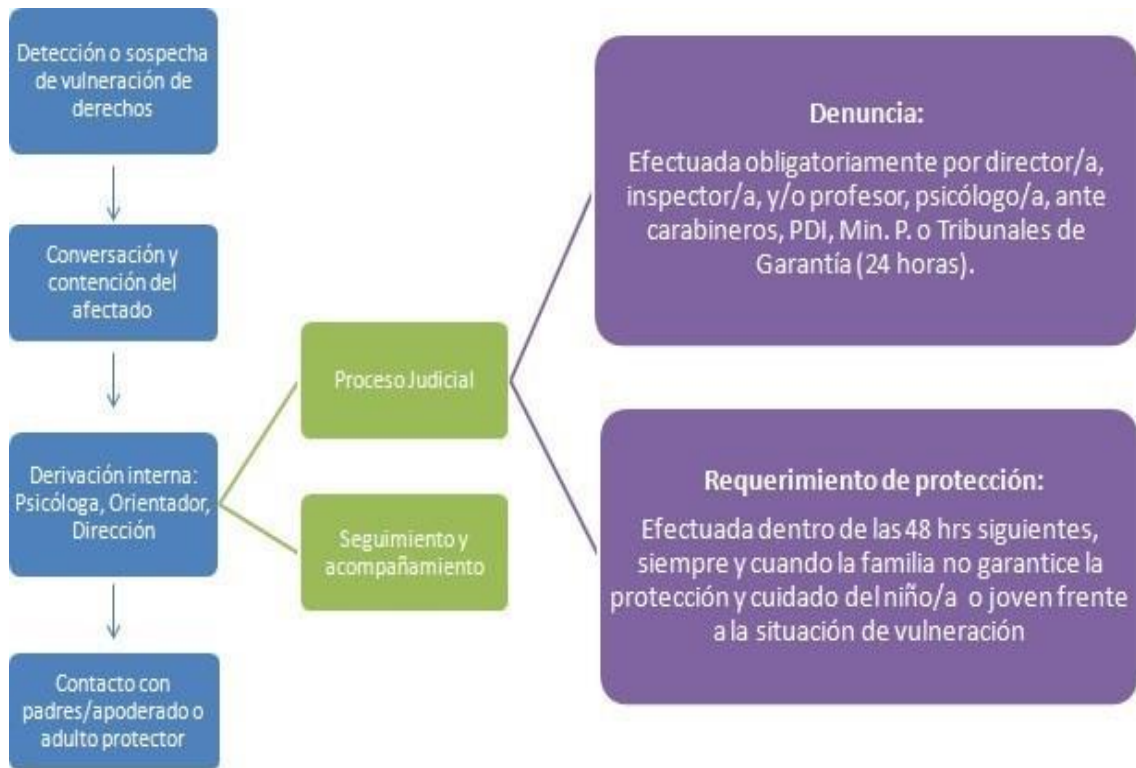 Detección o sospecha
de vulneración de
derechos
Conversación y
contención del
afectado
Derivación interna:
Psicóloga, Orientador,
Dirección
Contacto con
padres/apoderado o
adulto protector
Proceso Judicial
Seguimiento y
acompañamiento
Denuncia:
Efectuada obligatoriamente por director/a,
inspector/a, y/o profesor, psicólogo/a, ante
carabineros, PDI, Min. P. o Tribunales de
Garantía (24 horas).
Requerimiento de protección:
Efectuada dentro de las 48 hrs siguientes,
siempre y cuando la familia no garantice la
protección y cuidado del niño/a o joven frente
a la situación de vulneración